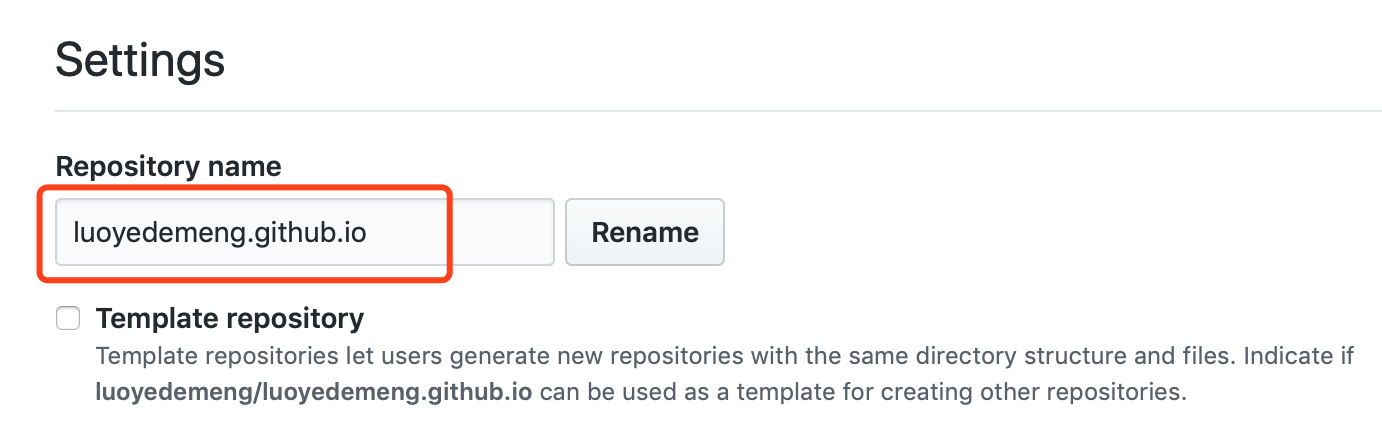 Settings
Repository name
luoyedemeng.github.io
Rename
Template repository
Template repositories let users generate new repositories with the same directory structure and files. Indicate if
luoyedemeng/luoyedemeng.github.io can be used as a template for creating other repositories.